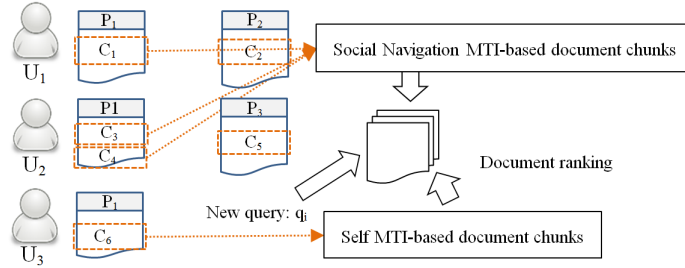 P₁
P₂
C₁
C₂
Social Navigation MTI-based document chunks
U₁
P1
P₃
C₃
C₄
C₅
U₂
Document ranking
P₁
New query: qᵢ
C₆
Self MTI-based document chunks
U₃